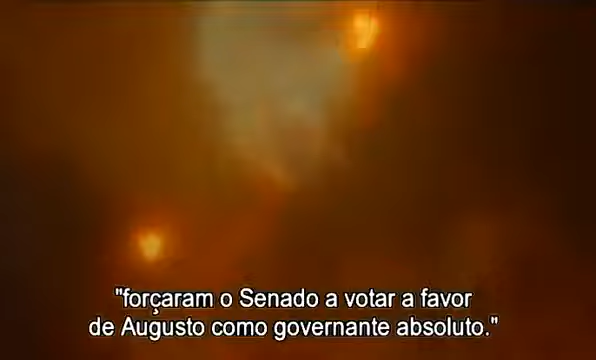 "forçaram o Senado a votar a favor
de Augusto como governante absoluto."